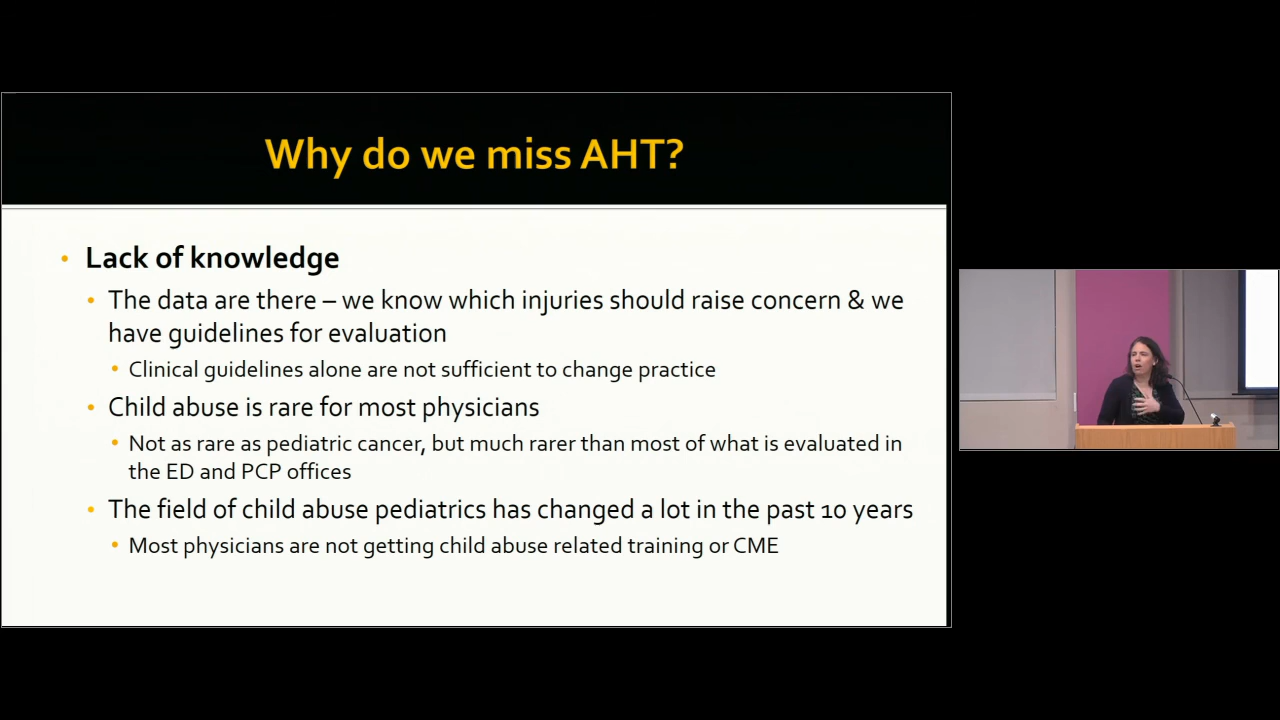 Why do we miss AHT?
• Lack of knowledge
• The data are there – we know which injuries should raise concern & we
have guidelines for evaluation
• Clinical guidelines alone are not sufficient to change practice
• Child abuse is rare for most physicians
• Not as rare as pediatric cancer, but much rarer than most of what is evaluated in
the ED and PCP offices
• The field of child abuse pediatrics has changed a lot in the past 10 years
• Most physicians are not getting child abuse related training or CME